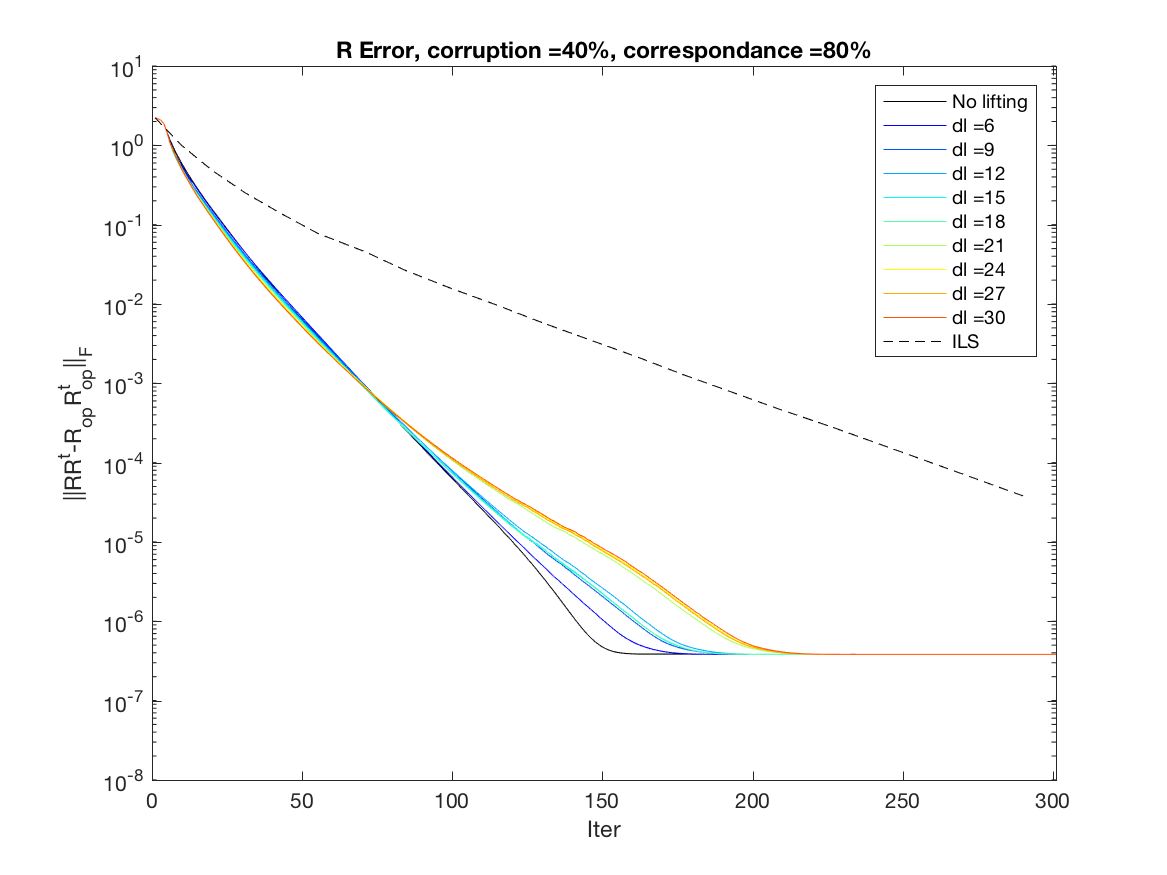 R Error, corruption =40%, correspondance =80%
10^1
10^0
10^-1
10^-2
10^-3
10^-4
10^-5
10^-6
10^-7
10^-8
||RR^t-R_op R^t_op||_F
No lifting
dl =6
dl =9
dl =12
dl =15
dl =18
dl =21
dl =24
dl =27
dl =30
ILS
0 50 100 150 200 250 300
Iter